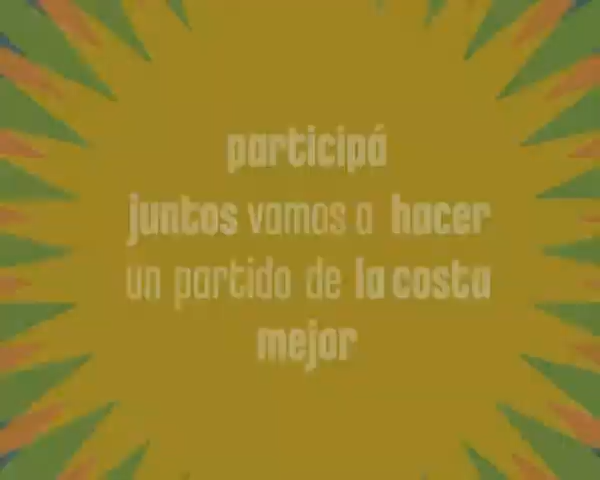 participá
juntos vamos a hacer
un partido de la costa
mejor